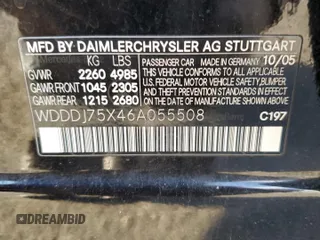 MFD BY DAIMLERCHRYSLER AG STUTTGART
KG LBS
PASSENGER CAR
MADE IN GERMANY 10/05
GVWR 2260 4985
GAWR FRONT 1045 2305
GAWR REAR 1215 2680
THIS VEHICLE CONFORMS TO ALL APPLICABLE
U.S. FEDERAL MOTOR VEHICLE SAFETY, BUMPER
AND THEFT PREVENTION STANDARDS IN EFFECT
ON THE DATE OF MANUFACTURE SHOWN ABOVE
WDDDJ75X46A055508
C197
DREAMBID